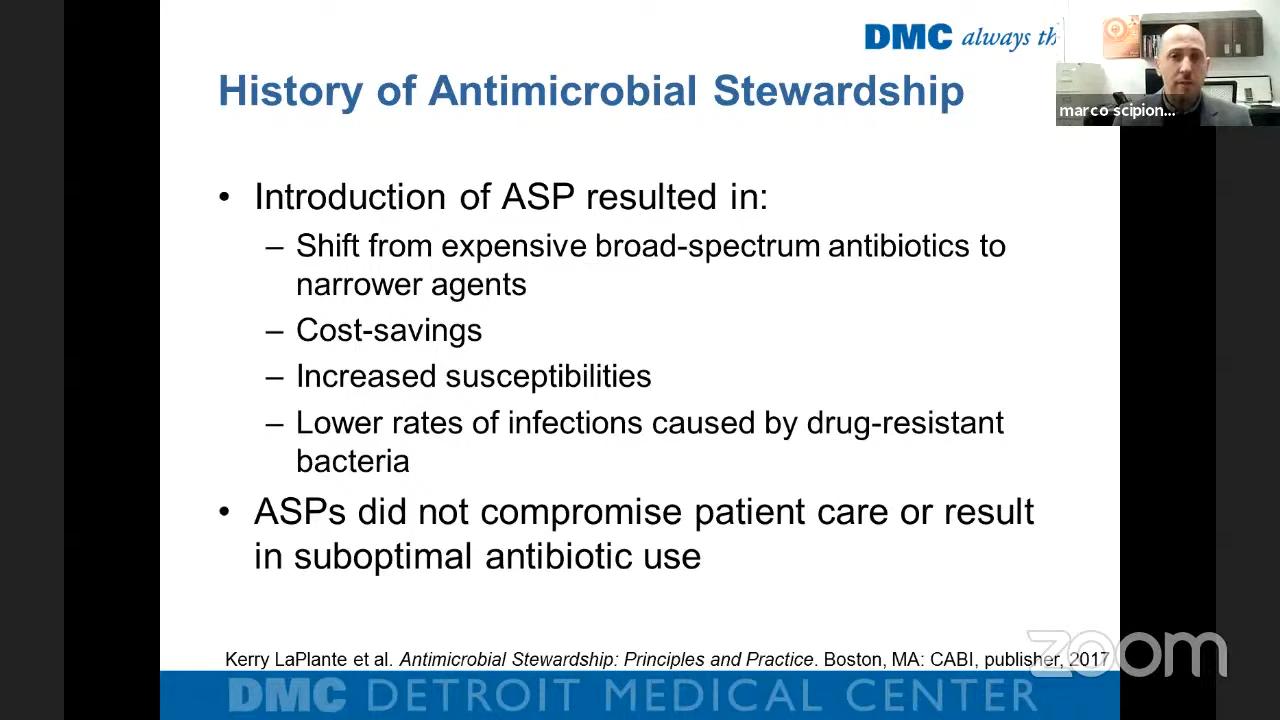 DMC always th
History of Antimicrobial Stewardship
marco scipion...
• Introduction of ASP resulted in:
– Shift from expensive broad-spectrum antibiotics to
narrower agents
– Cost-savings
– Increased susceptibilities
– Lower rates of infections caused by drug-resistant
bacteria
• ASPs did not compromise patient care or result
in suboptimal antibiotic use
Kerry LaPlante et al. Antimicrobial Stewardship: Principles and Practice. Boston, MA: CABI, publisher, 2017
zoom
DMC DETROIT MEDICAL CENTER